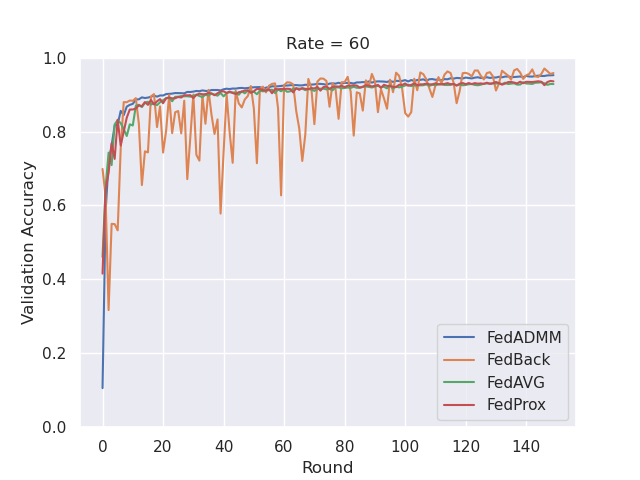 Rate = 60
Validation Accuracy
1.0
0.8
0.6
0.4
0.2
0.0
0 20 40 60 80 100 120 140
Round
FedADMM
FedBack
FedAVG
FedProx